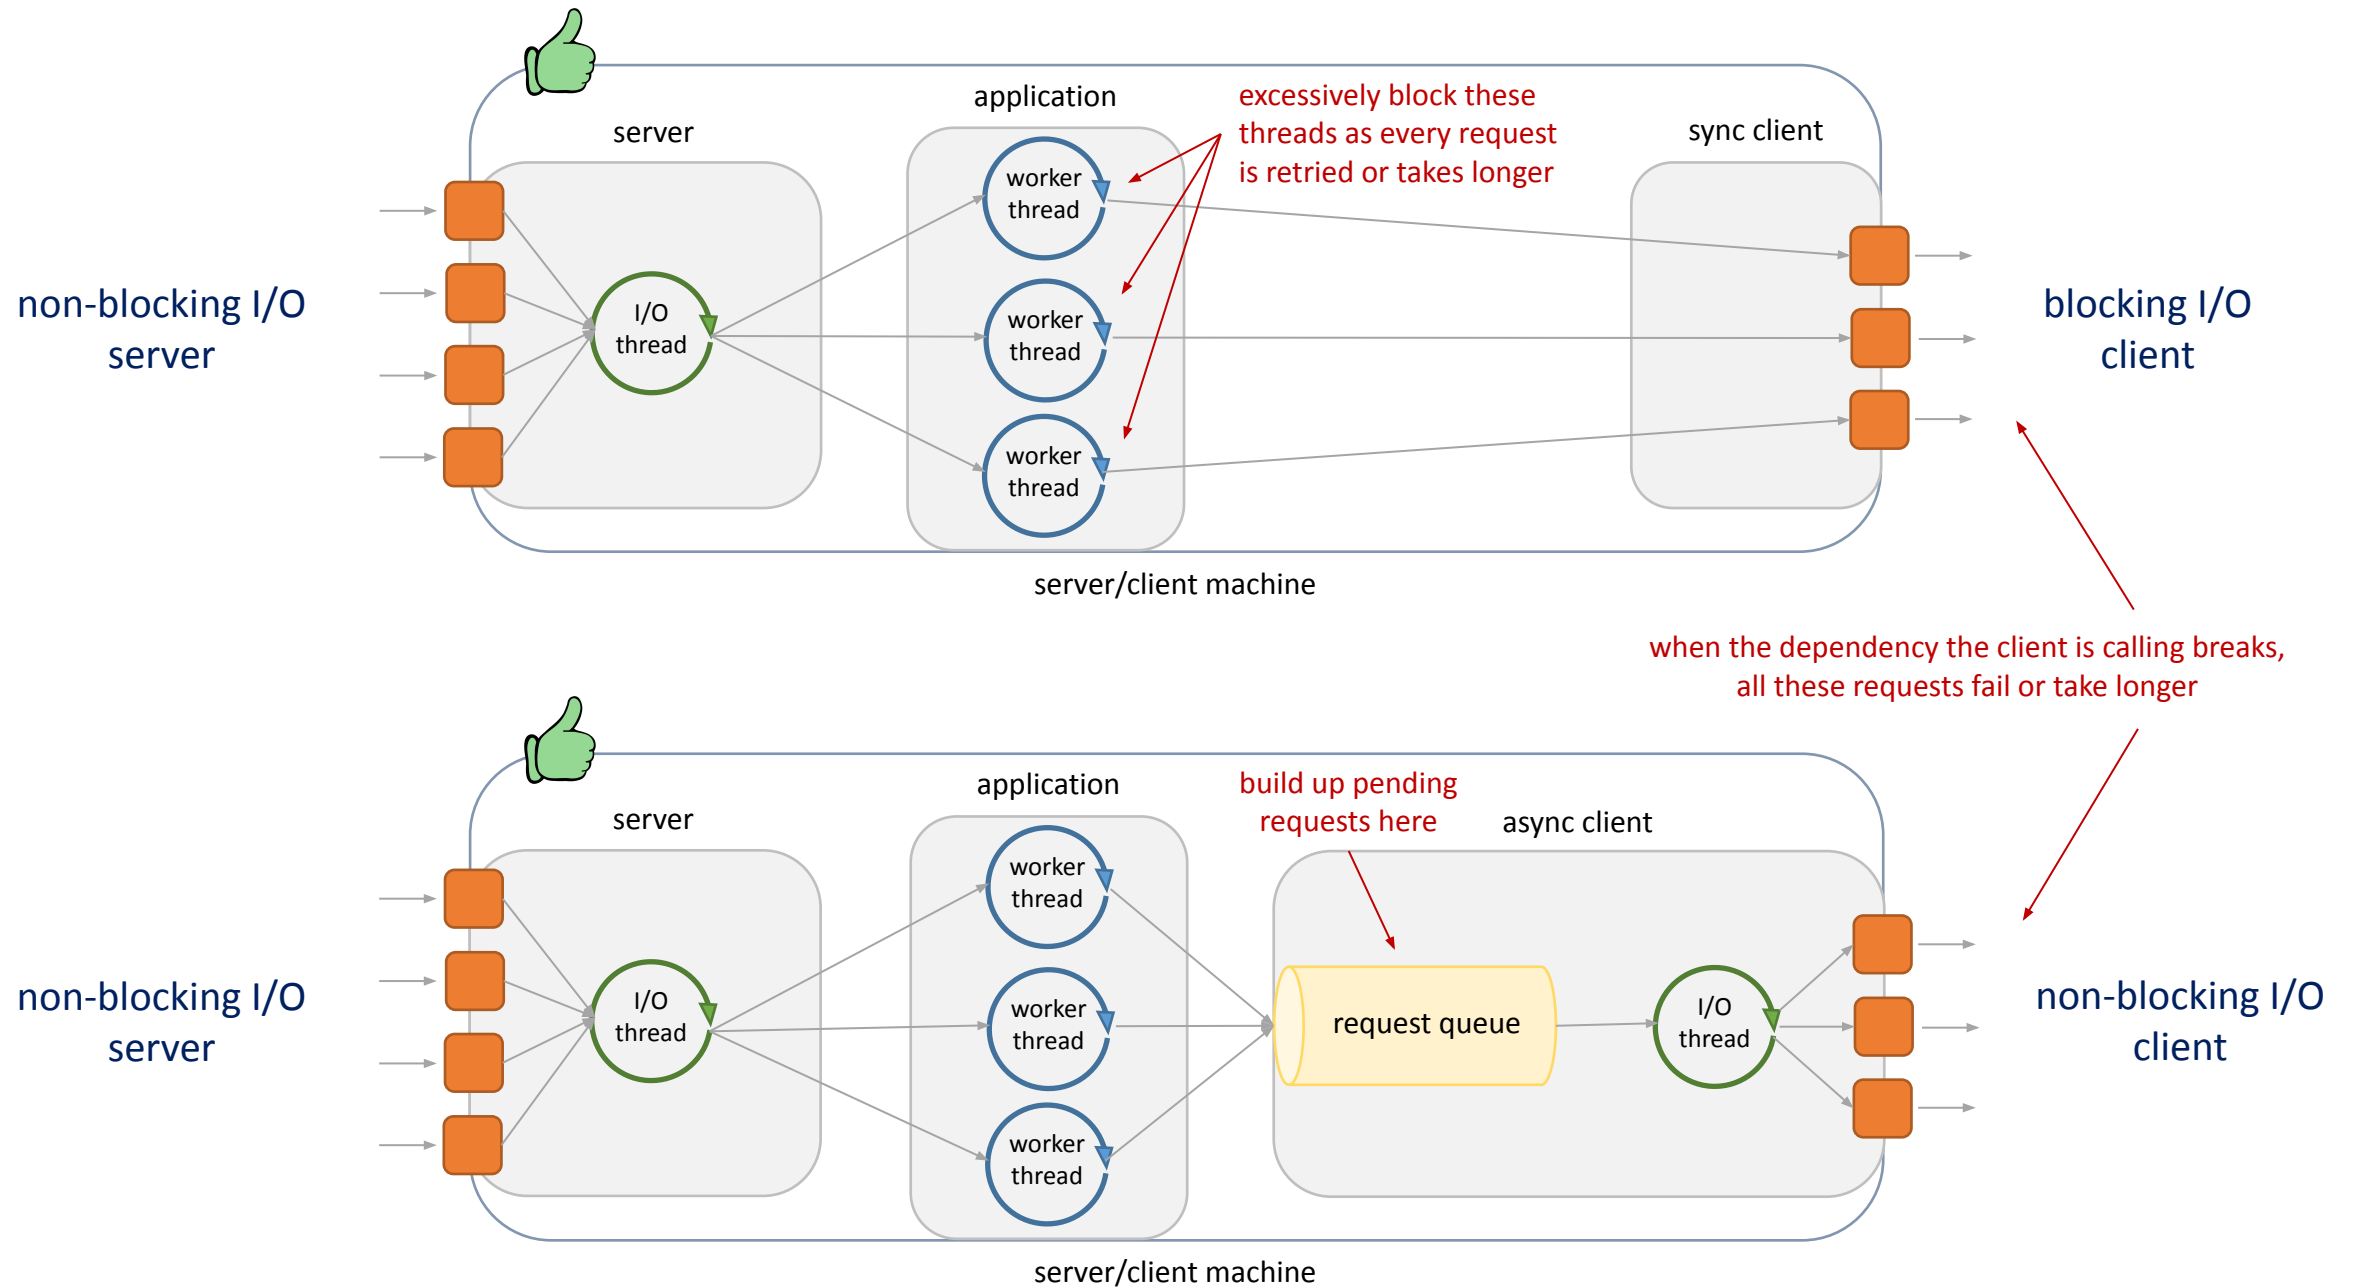 application
excessively block these
threads as every request
is retried or takes longer
server
sync client
worker
thread
non-blocking I/O
server
I/O
thread
worker
thread
blocking I/O
client
worker
thread
server/client machine
when the dependency the client is calling breaks,
all these requests fail or take longer
application
build up pending
requests here
server
async client
worker
thread
non-blocking I/O
server
I/O
thread
worker
thread
request queue
I/O
thread
non-blocking I/O
client
worker
thread
server/client machine